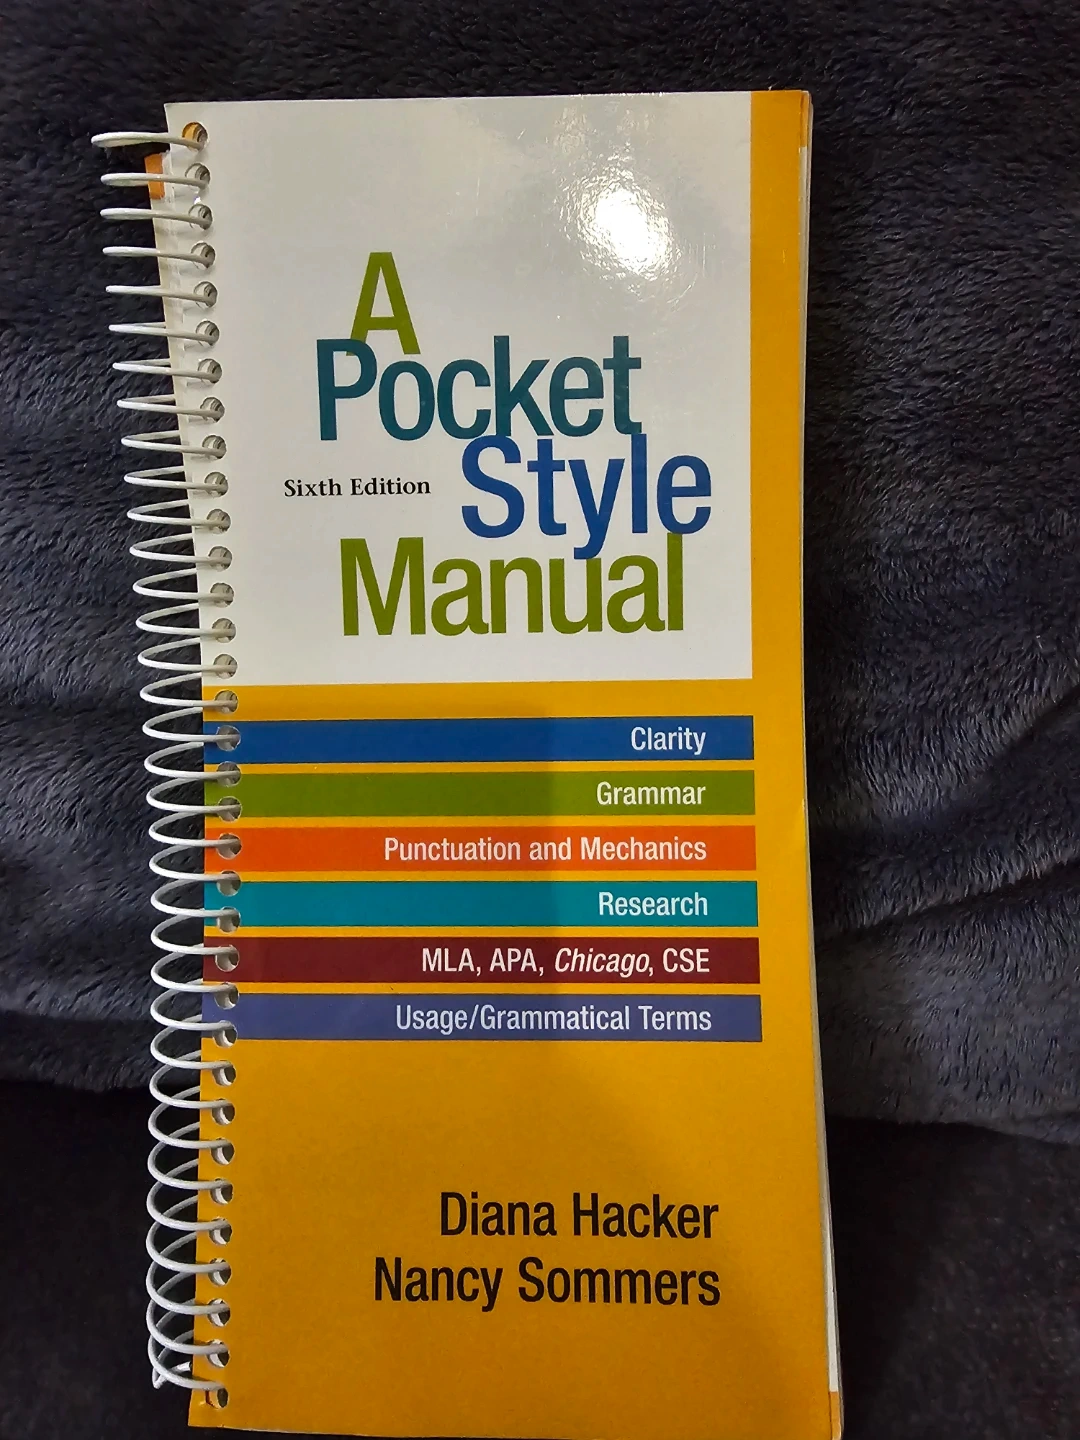 A
Pocket
Style
Sixth Edition
Manual
Clarity
Grammar
Punctuation and Mechanics
Research
MLA, APA, Chicago, CSE
Usage/Grammatical Terms
Diana Hacker
Nancy Sommers